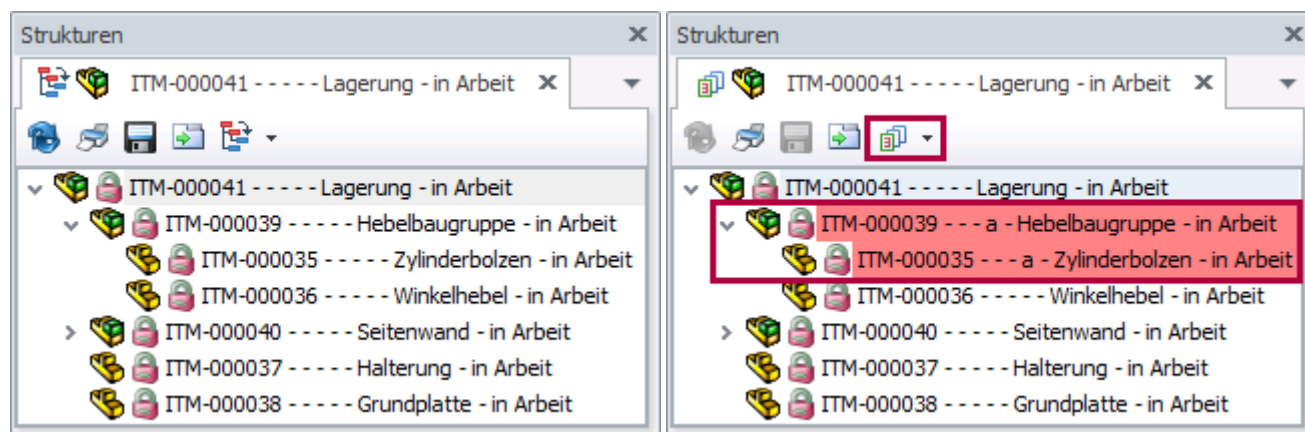 Strukturen
ITM-000041 - - - - - Lagerung - in Arbeit
ITM-000041 - - - - - Lagerung - in Arbeit
ITM-000039 - - - - - Hebelbaugruppe - in Arbeit
ITM-000035 - - - - - Zylinderbolzen - in Arbeit
ITM-000036 - - - - - Winkelhebel - in Arbeit
ITM-000040 - - - - - Seitenwand - in Arbeit
ITM-000037 - - - - - Halterung - in Arbeit
ITM-000038 - - - - - Grundplatte - in Arbeit
Strukturen
ITM-000041 - - - - - Lagerung - in Arbeit
ITM-000041 - - - - - Lagerung - in Arbeit
ITM-000039 - - - a - Hebelbaugruppe - in Arbeit
ITM-000035 - - - a - Zylinderbolzen - in Arbeit
ITM-000036 - - - - - Winkelhebel - in Arbeit
ITM-000040 - - - - - Seitenwand - in Arbeit
ITM-000037 - - - - - Halterung - in Arbeit
ITM-000038 - - - - - Grundplatte - in Arbeit